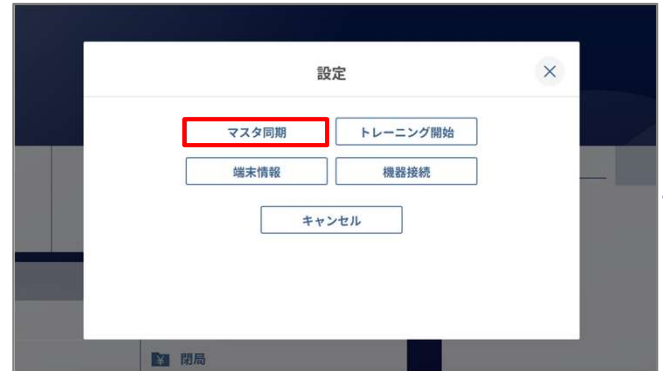 設定
マスタ同期 トレーニング開始
端末情報 機器接続
キャンセル
閉局